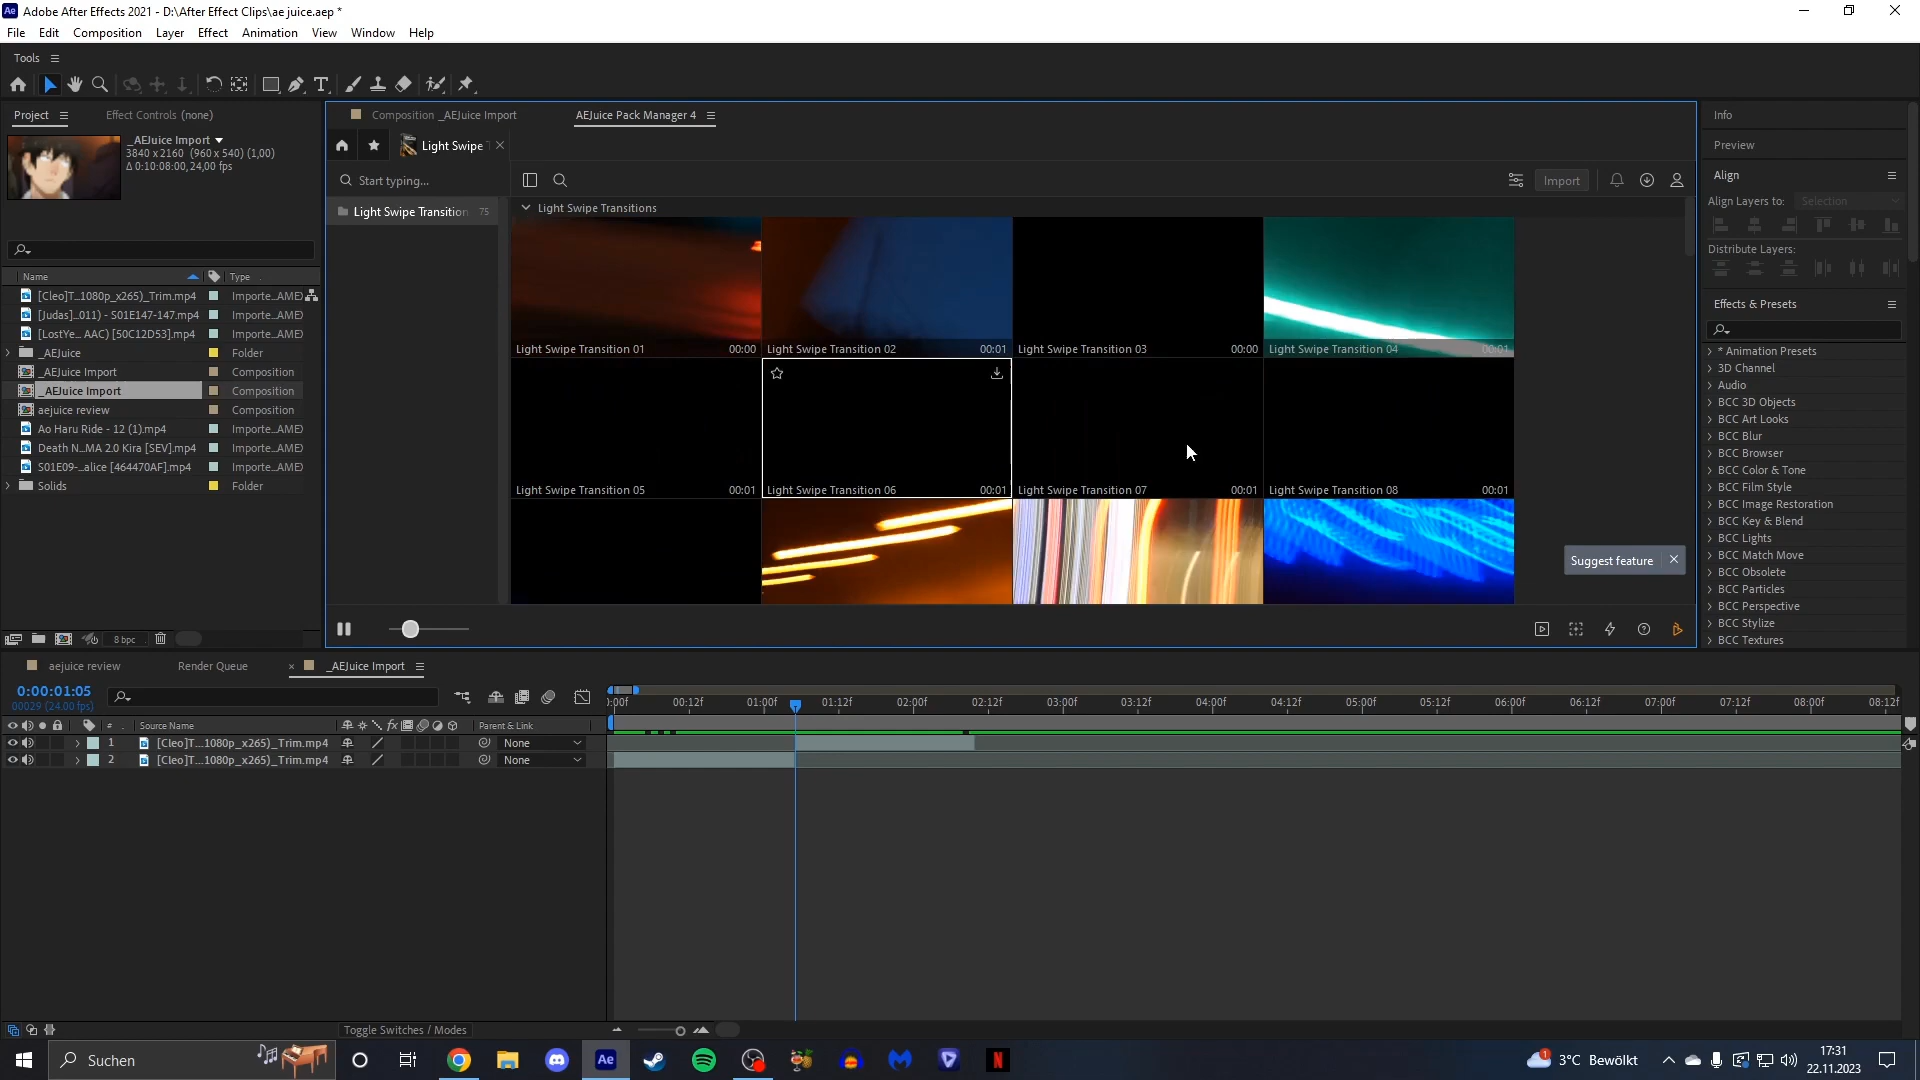 Adobe After Effects 2021 - D:\After Effect Clips\ae juice.aep *
File Edit Composition Layer Effect Animation View Window Help
Tools
Project
Effect Controls (none)
_AEJuice Import
3840 x 2160 (960 x 540) (1,00)
Δ 0:10:08:00, 24,00 fps
Name Type
[Cleo]T...1080p_x265)_Trim.mp4 Importe...AME)
[Judas]...011) - S01E147-147.mp4 Importe...AME)
[LostYe... AAC) [50C12D53].mp4 Importe...AME)
_AEJuice Folder
_AEJuice Import Composition
_AEJuice Import Composition
aejuice review Composition
Ao Haru Ride - 12 (1).mp4 Importe...AME)
Death N...MA 2.0 Kira [SEV].mp4 Importe...AME)
S01E09-...alice [464470AF].mp4 Importe...AME)
Solids Folder
8 bpc
Composition _AEJuice Import
AEJuice Pack Manager 4
Light Swipe T
Start typing...
Import
Light Swipe Transition 75
Light Swipe Transitions
Light Swipe Transition 01 00:00
Light Swipe Transition 02 00:01
Light Swipe Transition 03 00:00
Light Swipe Transition 04 00:01
Light Swipe Transition 05 00:01
Light Swipe Transition 06 00:01
Light Swipe Transition 07 00:01
Light Swipe Transition 08 00:01
Suggest feature
Info
Preview
Align
Align Layers to: Selection
Distribute Layers:
Effects & Presets
* Animation Presets
3D Channel
Audio
BCC 3D Objects
BCC Art Looks
BCC Blur
BCC Browser
BCC Color & Tone
BCC Film Style
BCC Image Restoration
BCC Key & Blend
BCC Lights
BCC Match Move
BCC Obsolete
BCC Particles
BCC Perspective
BCC Stylize
BCC Textures
aejuice review
Render Queue
_AEJuice Import
0:00:01:05
00029 (24.00 fps)
):00f 00:12f 01:00f 01:12f 02:00f 02:12f 03:00f 03:12f 04:00f 04:12f 05:00f 05:12f 06:00f 06:12f 07:00f 07:12f 08:00f 08:12f
# Source Name Parent & Link
1 [Cleo]T...1080p_x265)_Trim.mp4 None
2 [Cleo]T...1080p_x265)_Trim.mp4 None
Toggle Switches / Modes
Suchen
Ae
3°C Bewölkt
17:31
22.11.2023